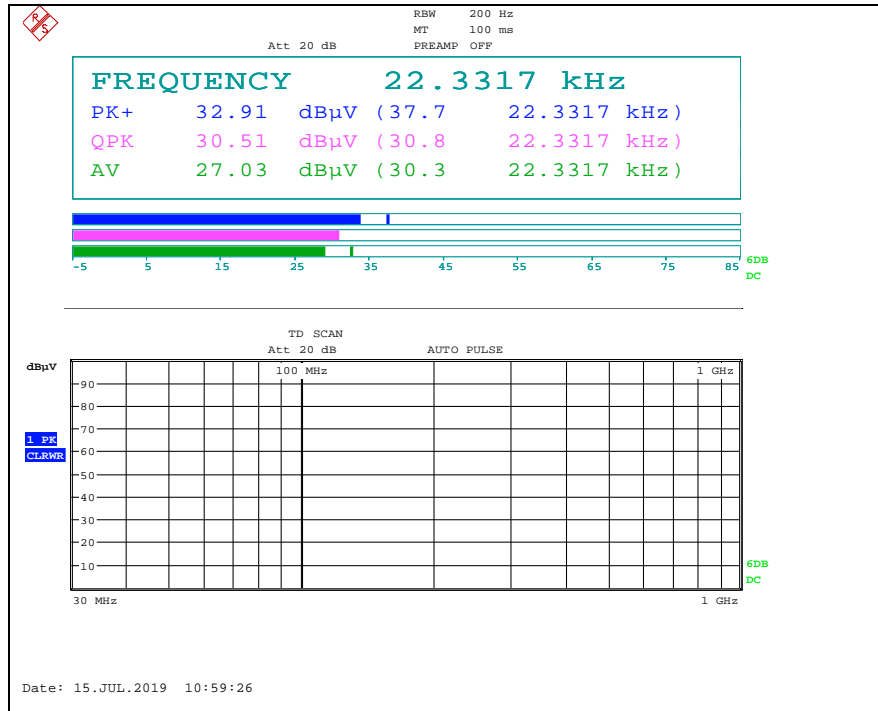 R S
RBW 200 Hz
MT 100 ms
Att 20 dB PREAMP OFF
FREQUENCY 22.3317 kHz
PK+ 32.91 dBµV (37.7 22.3317 kHz)
QPK 30.51 dBµV (30.8 22.3317 kHz)
AV 27.03 dBµV (30.3 22.3317 kHz)
-5 5 15 25 35 45 55 65 75 85
6DB
DC
TD SCAN
Att 20 dB AUTO PULSE
dBµV
100 MHz 1 GHz
90
80
70
1 PK
CLRWR
60
50
40
30
20
10
6DB
DC
30 MHz 1 GHz
Date: 15.JUL.2019 10:59:26